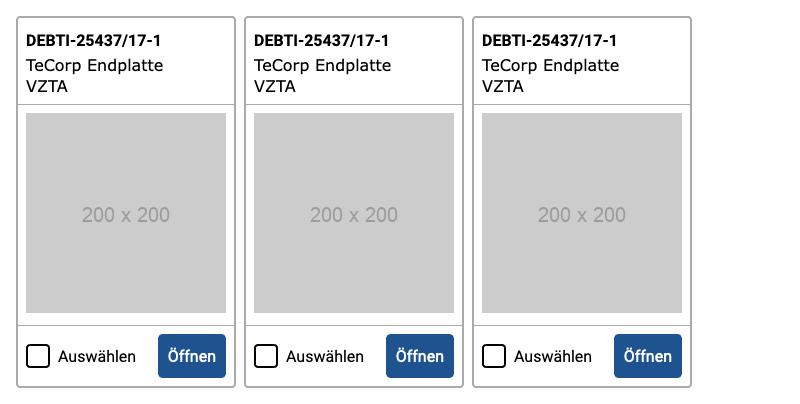 DEBTI-25437/17-1
TeCorp Endplatte
VZTA
200 x 200
Auswählen
Öffnen
DEBTI-25437/17-1
TeCorp Endplatte
VZTA
200 x 200
Auswählen
Öffnen
DEBTI-25437/17-1
TeCorp Endplatte
VZTA
200 x 200
Auswählen
Öffnen